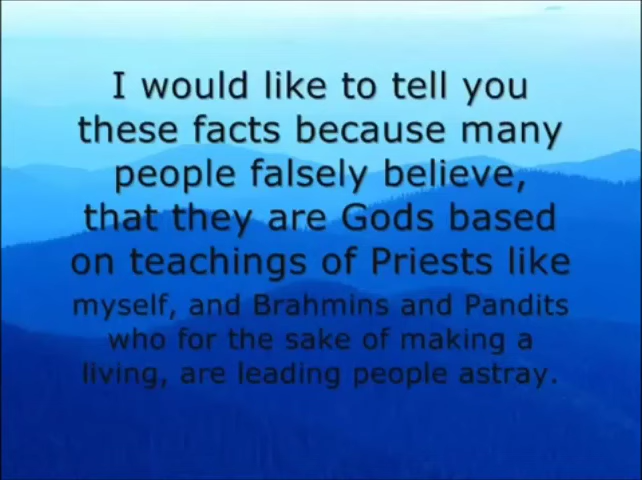 I would like to tell you
these facts because many
people falsely believe,
that they are Gods based
on teachings of Priests like
myself, and Brahmins and Pandits
who for the sake of making a
living, are leading people astray.